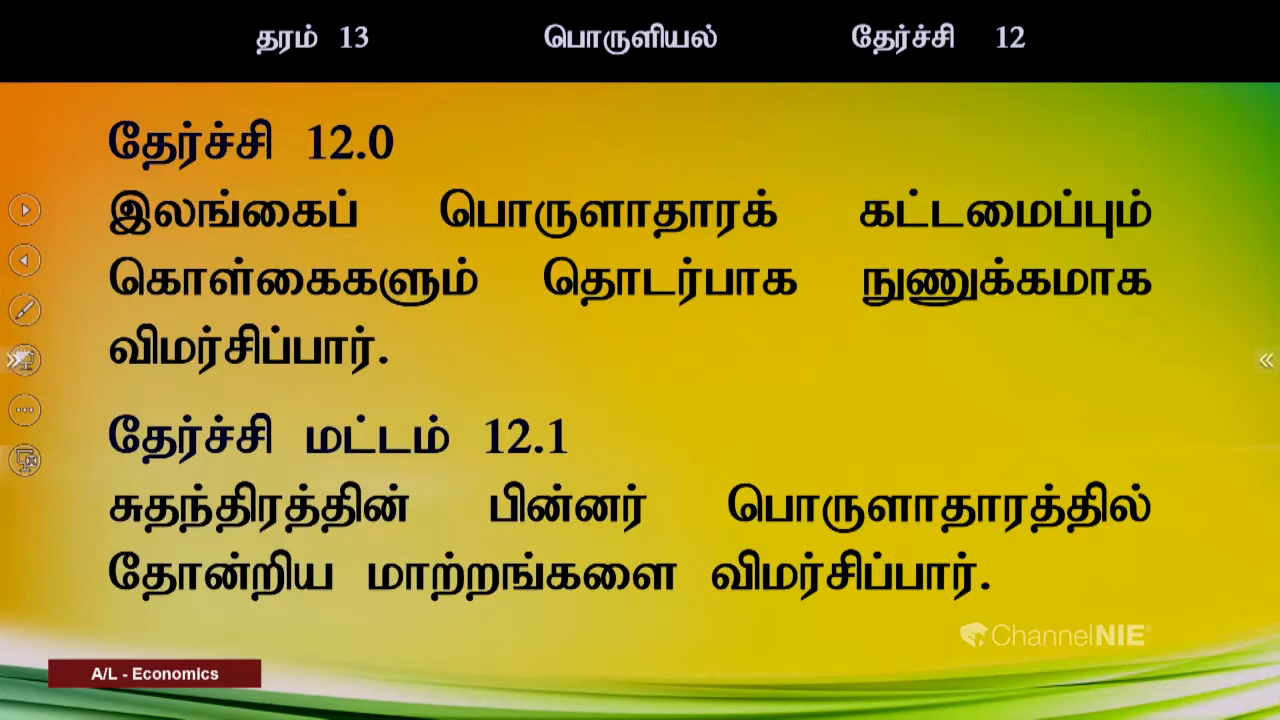 தரம் 13 பொருளியல் தேர்ச்சி 12
தேர்ச்சி 12.0
இலங்கைப் பொருளாதாரக் கட்டமைப்பும்
கொள்கைகளும் தொடர்பாக நுணுக்கமாக
விமர்சிப்பார்.
தேர்ச்சி மட்டம் 12.1
சுதந்திரத்தின் பின்னர் பொருளாதாரத்தில்
தோன்றிய மாற்றங்களை விமர்சிப்பார்.
ChannelNIE
A/L - Economics